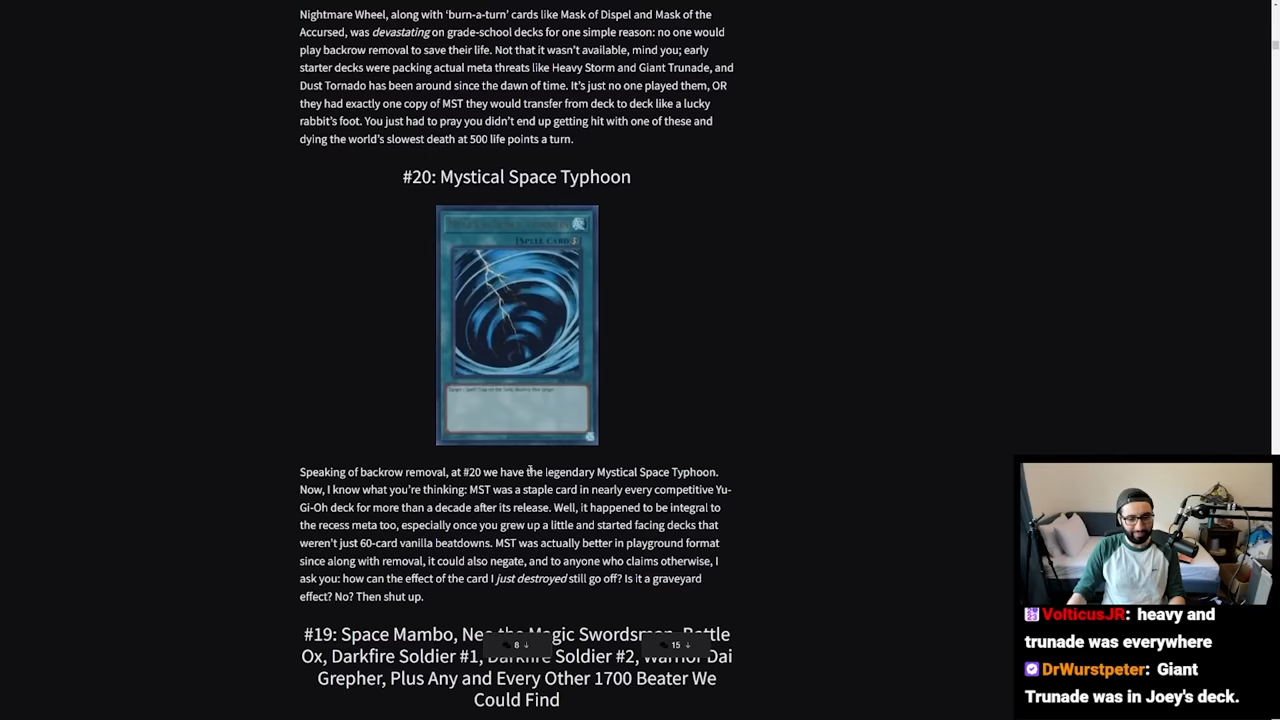 Nightmare Wheel, along with ‘burn-a-turn’ cards like Mask of Dispel and Mask of the
Accursed, was devastating on grade-school decks for one simple reason: no one would
play backrow removal to save their life. Not that it wasn’t available, mind you; early
starter decks were packing actual meta threats like Heavy Storm and Giant Trunade, and
Dust Tornado has been around since the dawn of time. It’s just no one played them, OR
they had exactly one copy of MST they would transfer from deck to deck like a lucky
rabbit’s foot. You just had to pray you didn’t end up getting hit with one of these and
dying the world’s slowest death at 500 life points a turn.
#20: Mystical Space Typhoon
[SPELL CARD
Speaking of backrow removal, at #20 we have the legendary Mystical Space Typhoon.
Now, I know what you’re thinking: MST was a staple card in nearly every competitive Yu-
Gi-Oh deck for more than a decade after its release. Well, it happened to be integral to
the recess meta too, especially once you grew up a little and started facing decks that
weren’t just 60-card vanilla beatdowns. MST was actually better in playground format
since along with removal, it could also negate, and to anyone who claims otherwise, I
ask you: how can the effect of the card I just destroyed still go off? Is it a graveyard
effect? No? Then shut up.
#19: Space Mambo, Neo the Magic Swordsman, Battle
Ox, Darkfire Soldier #1, Darkfire Soldier #2, Warrior Dai
Grepher, Plus Any and Every Other 1700 Beater We
Could Find
8 ↓
15 ↓
VolticusJR: heavy and
trunade was everywhere
DrWurstpeter: Giant
Trunade was in Joey's deck.